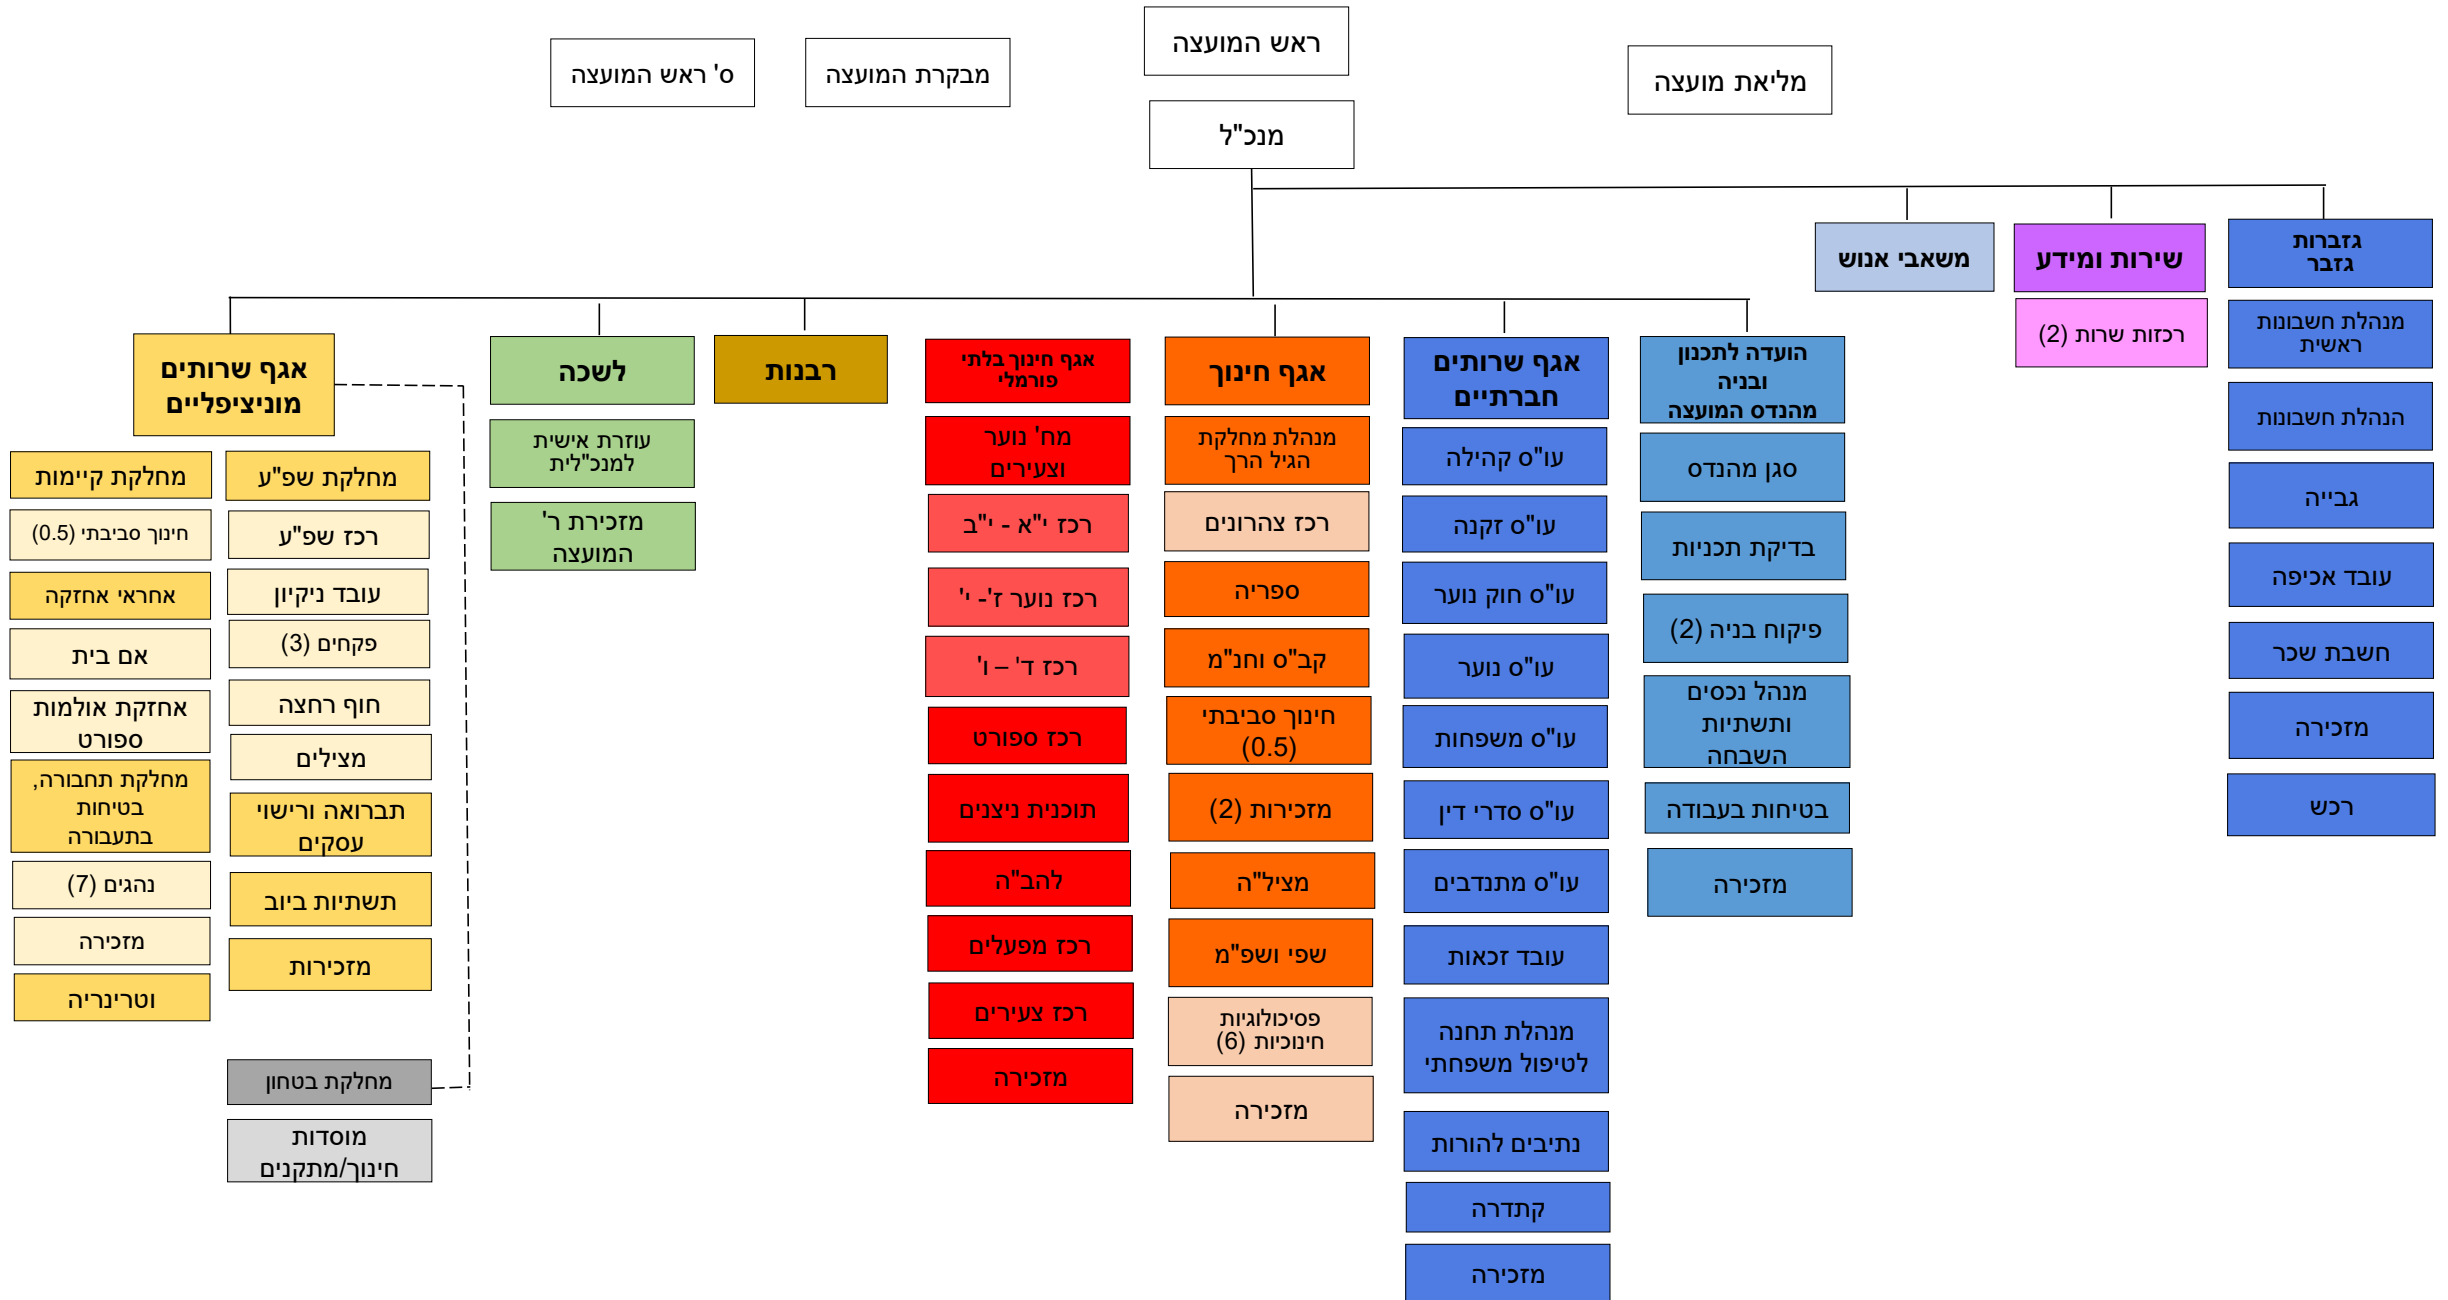 ראש המועצה
מליאת מועצה
מבקרת המועצה
ס' ראש המועצה
מנכ"ל
גזברות
גזבר
מנהלת חשבונות
ראשית
הנהלת חשבונות
גבייה
עובד אכיפה
חשבת שכר
מזכירה
רכש
שירות ומידע
רכזות שרות (2)
משאבי אנוש
הועדה לתכנון
ובניה
מהנדס המועצה
סגן מהנדס
בדיקת תכניות
פיקוח בניה (2)
מנהל נכסים
ותשתיות
השבחה
בטיחות בעבודה
מזכירה
אגף שרותים
חברתיים
עו"ס קהילה
עו"ס זקנה
עו"ס חוק נוער
עו"ס נוער
עו"ס משפחות
עו"ס סדרי דין
עו"ס מתנדבים
עובד זכאות
מנהלת תחנה
לטיפול משפחתי
נתיבים להורות
קתדרה
מזכירה
אגף חינוך
מנהלת מחלקת
הגיל הרך
רכז צהרונים
ספריה
קב"ס וחנ"מ
חינוך סביבתי
(0.5)
מזכירות (2)
מציל"ה
שפי ושפ"מ
פסיכולוגיות
חינוכיות (6)
מזכירה
אגף חינוך בלתי
פורמלי
מח' נוער
וצעירים
רכז י"א - י"ב
רכז נוער ז'- י'
רכז ד' – ו'
רכז ספורט
תוכנית ניצנים
להב"ה
רכז מפעלים
רכז צעירים
מזכירה
רבנות
לשכה
עוזרת אישית
למנכ"לית
מזכירת ר'
המועצה
אגף שרותים
מוניציפליים
מחלקת שפ"ע
רכז שפ"ע
עובד ניקיון
פקחים (3)
חוף רחצה
מצילים
תברואה ורישוי
עסקים
תשתיות ביוב
מזכירות
מחלקת בטחון
מוסדות
חינוך/מתקנים
מחלקת קיימות
חינוך סביבתי (0.5)
אחראי אחזקה
אם בית
אחזקת אולמות
ספורט
מחלקת תחבורה,
בטיחות
בתעבורה
נהגים (7)
מזכירה
וטרינריה